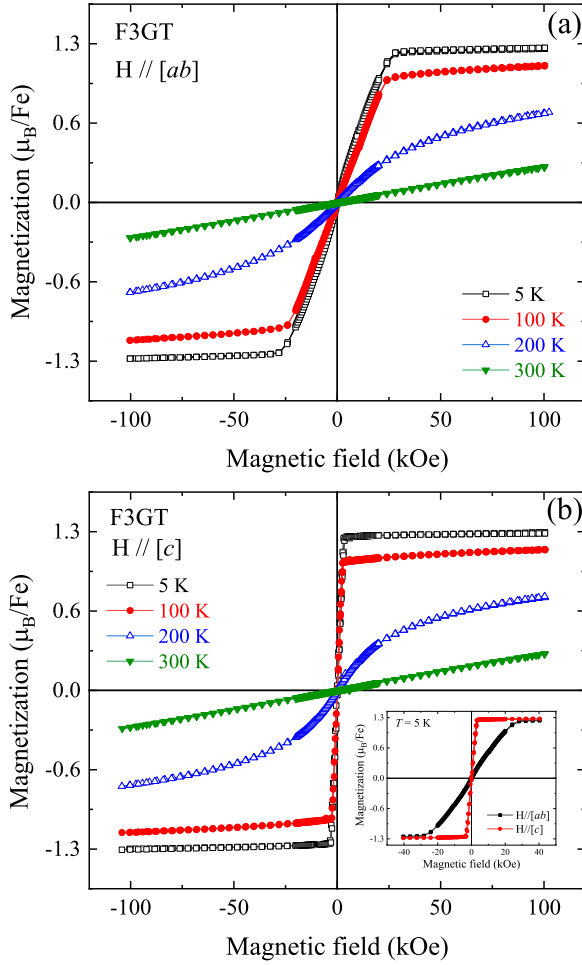 (a)
F3GT
H // [ab]
Magnetization (μB/Fe)
1.3
0.6
0.0
-0.6
-1.3
5 K
100 K
200 K
300 K
-100 -50 0 50 100
Magnetic field (kOe)
(b)
F3GT
H // [c]
Magnetization (μB/Fe)
1.3
0.6
0.0
-0.6
-1.3
5 K
100 K
200 K
300 K
T = 5 K
Magnetization (μB/Fe)
1.3
0.6
0.0
-0.6
-1.3
H//[ab]
H//[c]
-40 -20 0 20 40
Magnetic field (kOe)
-100 -50 0 50 100
Magnetic field (kOe)